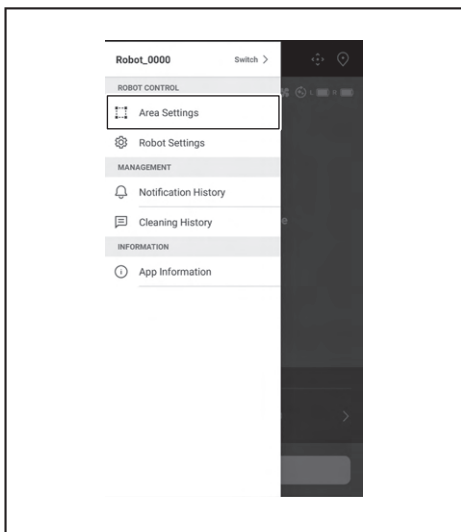 Robot_0000 Switch >
ROBOT CONTROL
Area Settings
Robot Settings
MANAGEMENT
Notification History
Cleaning History
INFORMATION
App Information